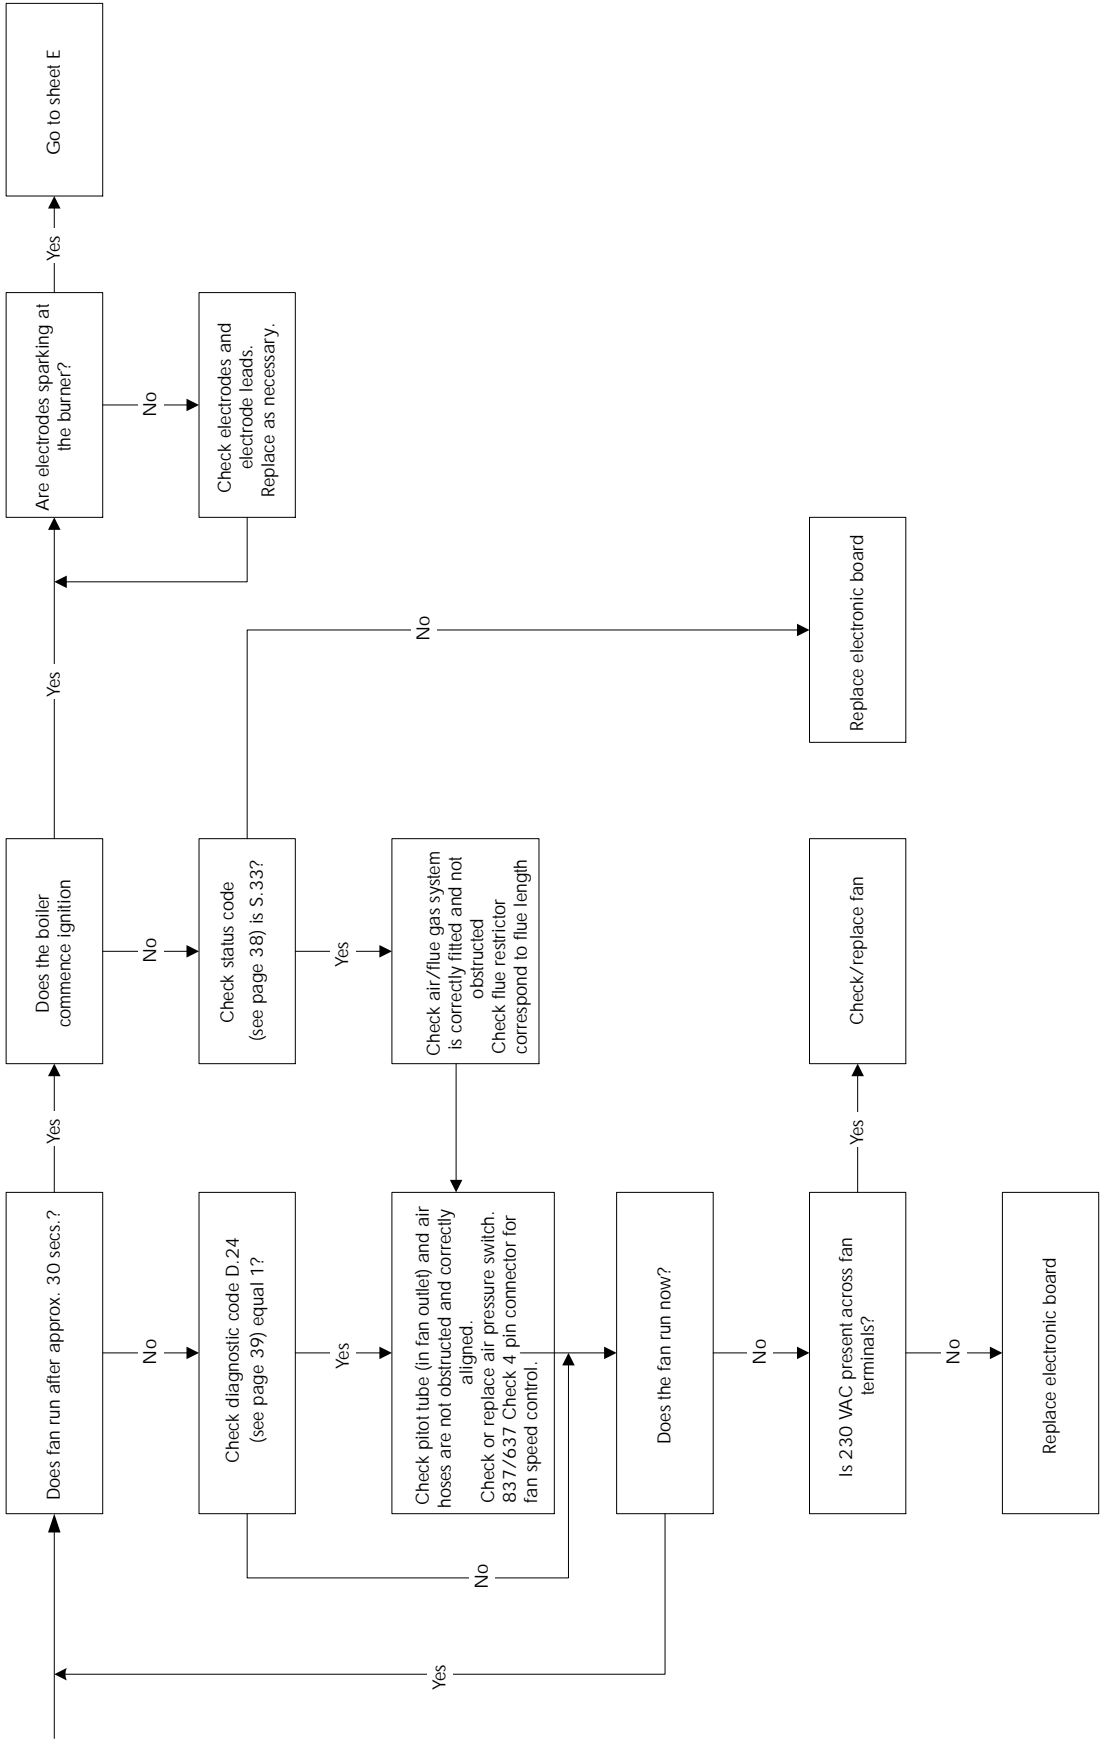 Does fan run after approx. 30 secs.?
Yes
Does the boiler
commence ignition
Yes
Are electrodes sparking at
the burner?
Yes
Go to sheet E
No
No
No
Check diagnostic code D.24
(see page 39) equal 1?
Check status code
(see page 38) is S.33?
Check electrodes and
electrode leads.
Replace as necessary.
Yes
Yes
No
Check pitot tube (in fan outlet) and air
hoses are not obstructed and correctly
aligned.
Check or replace air pressure switch.
837/637 Check 4 pin connector for
fan speed control.
Check air/flue gas system
is correctly fitted and not
obstructed
Check flue restrictor
correspond to flue length
No
Yes
Does the fan run now?
No
Is 230 VAC present across fan
terminals?
Yes
Check/replace fan
Replace electronic board
No
Replace electronic board